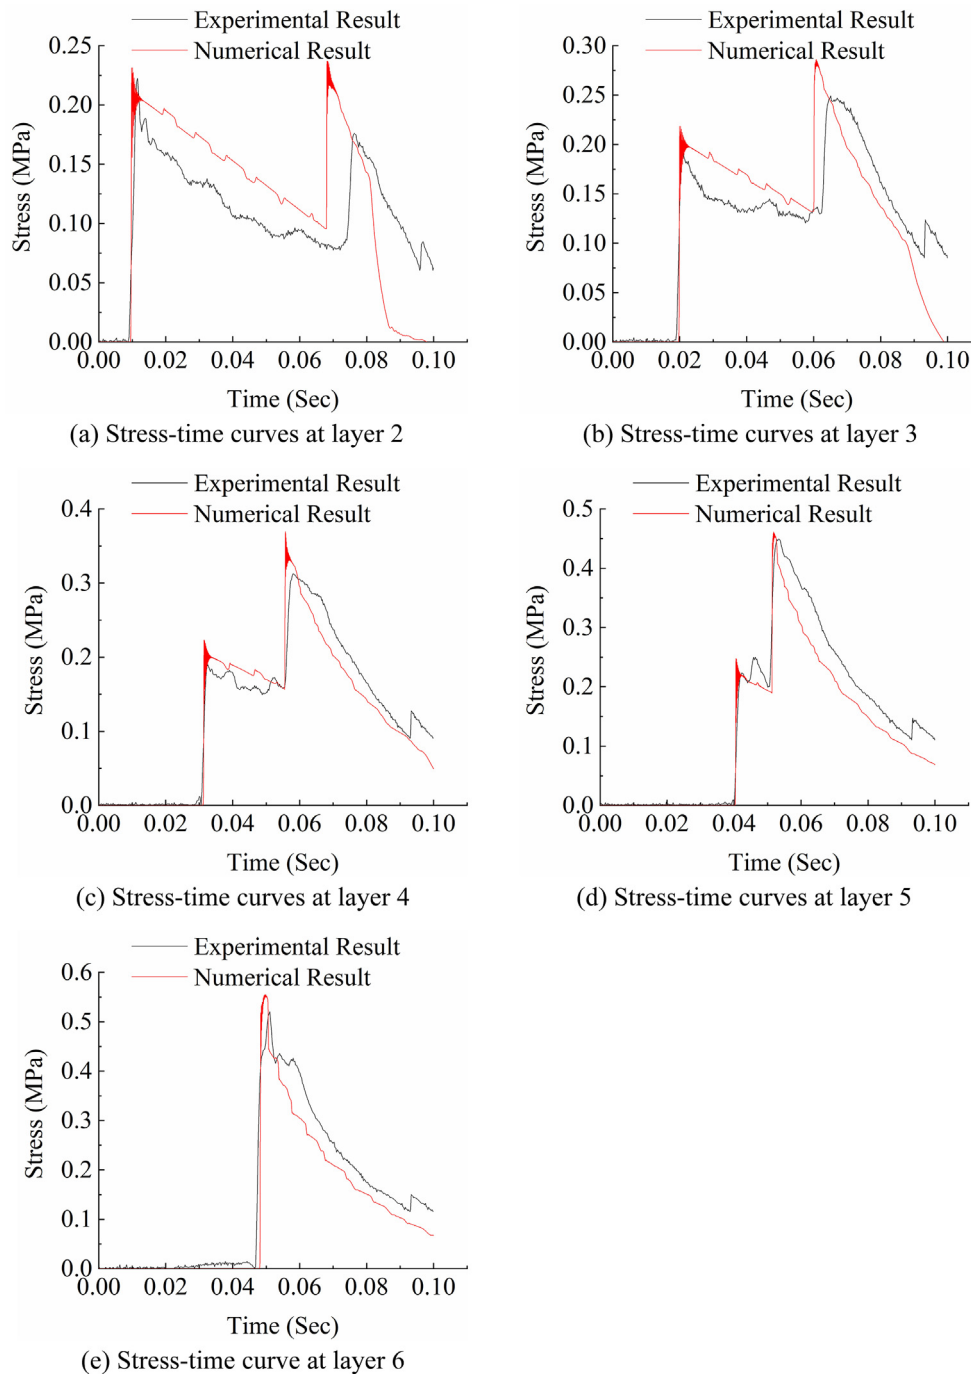 Experimental Result
Numerical Result
0.25
0.20
0.15
0.10
0.05
0.00
Stress (MPa)
0.00 0.02 0.04 0.06 0.08 0.10
Time (Sec)
(a) Stress-time curves at layer 2
Experimental Result
Numerical Result
0.30
0.25
0.20
0.15
0.10
0.05
0.00
Stress (MPa)
0.00 0.02 0.04 0.06 0.08 0.10
Time (Sec)
(b) Stress-time curves at layer 3
Experimental Result
Numerical Result
0.4
0.3
0.2
0.1
0.0
Stress (MPa)
0.00 0.02 0.04 0.06 0.08 0.10
Time (Sec)
(c) Stress-time curves at layer 4
Experimental Result
Numerical Result
0.5
0.4
0.3
0.2
0.1
0.0
Stress (MPa)
0.00 0.02 0.04 0.06 0.08 0.10
Time (Sec)
(d) Stress-time curves at layer 5
Experimental Result
Numerical Result
0.6
0.5
0.4
0.3
0.2
0.1
0.0
Stress (MPa)
0.00 0.02 0.04 0.06 0.08 0.10
Time (Sec)
(e) Stress-time curve at layer 6